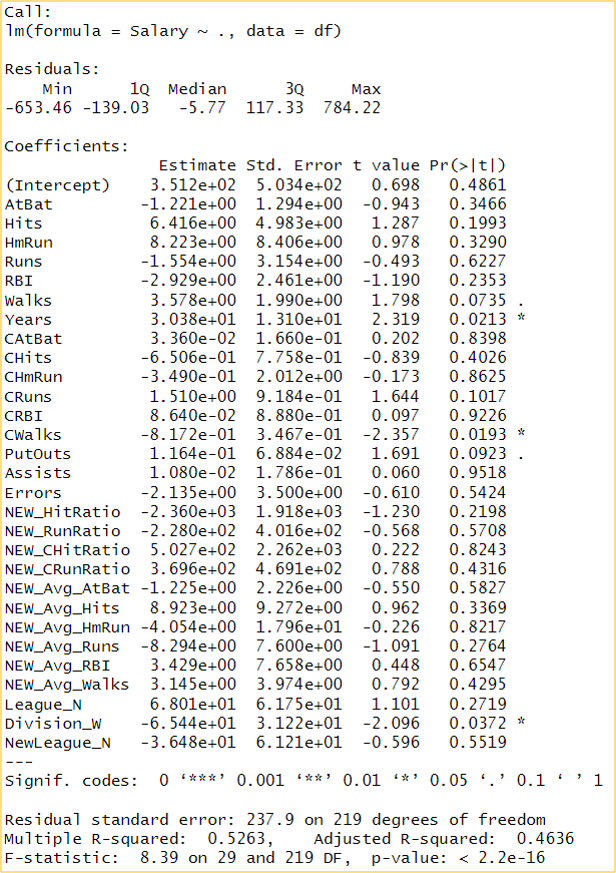 Call:
lm(formula = Salary ~ ., data = df)

Residuals:
    Min      1Q  Median      3Q     Max
-653.46 -139.03   -5.77  117.33  784.22

Coefficients:
                Estimate Std. Error t value Pr(>|t|)
(Intercept)    3.512e+02  5.034e+02   0.698   0.4861
AtBat         -1.221e+00  1.294e+00  -0.943   0.3466
Hits           6.416e+00  4.983e+00   1.287   0.1993
HmRun          8.223e+00  8.406e+00   0.978   0.3290
Runs          -1.554e+00  3.154e+00  -0.493   0.6227
RBI           -2.929e+00  2.461e+00  -1.190   0.2353
Walks          3.578e+00  1.990e+00   1.798   0.0735 .
Years          3.038e+01  1.310e+01   2.319   0.0213 *
CAtBat         3.360e-02  1.660e-01   0.202   0.8398
CHits         -6.506e-01  7.758e-01  -0.839   0.4026
CHmRun        -3.490e-01  2.012e+00  -0.173   0.8625
CRuns          1.510e+00  9.184e-01   1.644   0.1017
CRBI           8.640e-02  8.880e-01   0.097   0.9226
CWalks        -8.172e-01  3.467e-01  -2.357   0.0193 *
PutOuts        1.164e-01  6.884e-02   1.691   0.0923 .
Assists        1.080e-02  1.786e-01   0.060   0.9518
Errors        -2.135e+00  3.500e+00  -0.610   0.5424
NEW_HitRatio  -2.360e+03  1.918e+03  -1.230   0.2198
NEW_RunRatio  -2.280e+02  4.016e+02  -0.568   0.5708
NEW_CHitRatio  5.027e+02  2.262e+03   0.222   0.8243
NEW_CRunRatio  3.696e+02  4.691e+02   0.788   0.4316
NEW_Avg_AtBat -1.225e+00  2.226e+00  -0.550   0.5827
NEW_Avg_Hits   8.923e+00  9.272e+00   0.962   0.3369
NEW_Avg_HmRun -4.054e+00  1.796e+01  -0.226   0.8217
NEW_Avg_Runs  -8.294e+00  7.600e+00  -1.091   0.2764
NEW_Avg_RBI    3.429e+00  7.658e+00   0.448   0.6547
NEW_Avg_Walks  3.145e+00  3.974e+00   0.792   0.4295
League_N       6.801e+01  6.175e+01   1.101   0.2719
Division_W    -6.544e+01  3.122e+01  -2.096   0.0372 *
NewLeague_N   -3.648e+01  6.121e+01  -0.596   0.5519
---
Signif. codes:  0 ‘***’ 0.001 ‘**’ 0.01 ‘*’ 0.05 ‘.’ 0.1 ‘ ’ 1

Residual standard error: 237.9 on 219 degrees of freedom
Multiple R-squared:  0.5263,    Adjusted R-squared:  0.4636
F-statistic:  8.39 on 29 and 219 DF,  p-value: < 2.2e-16